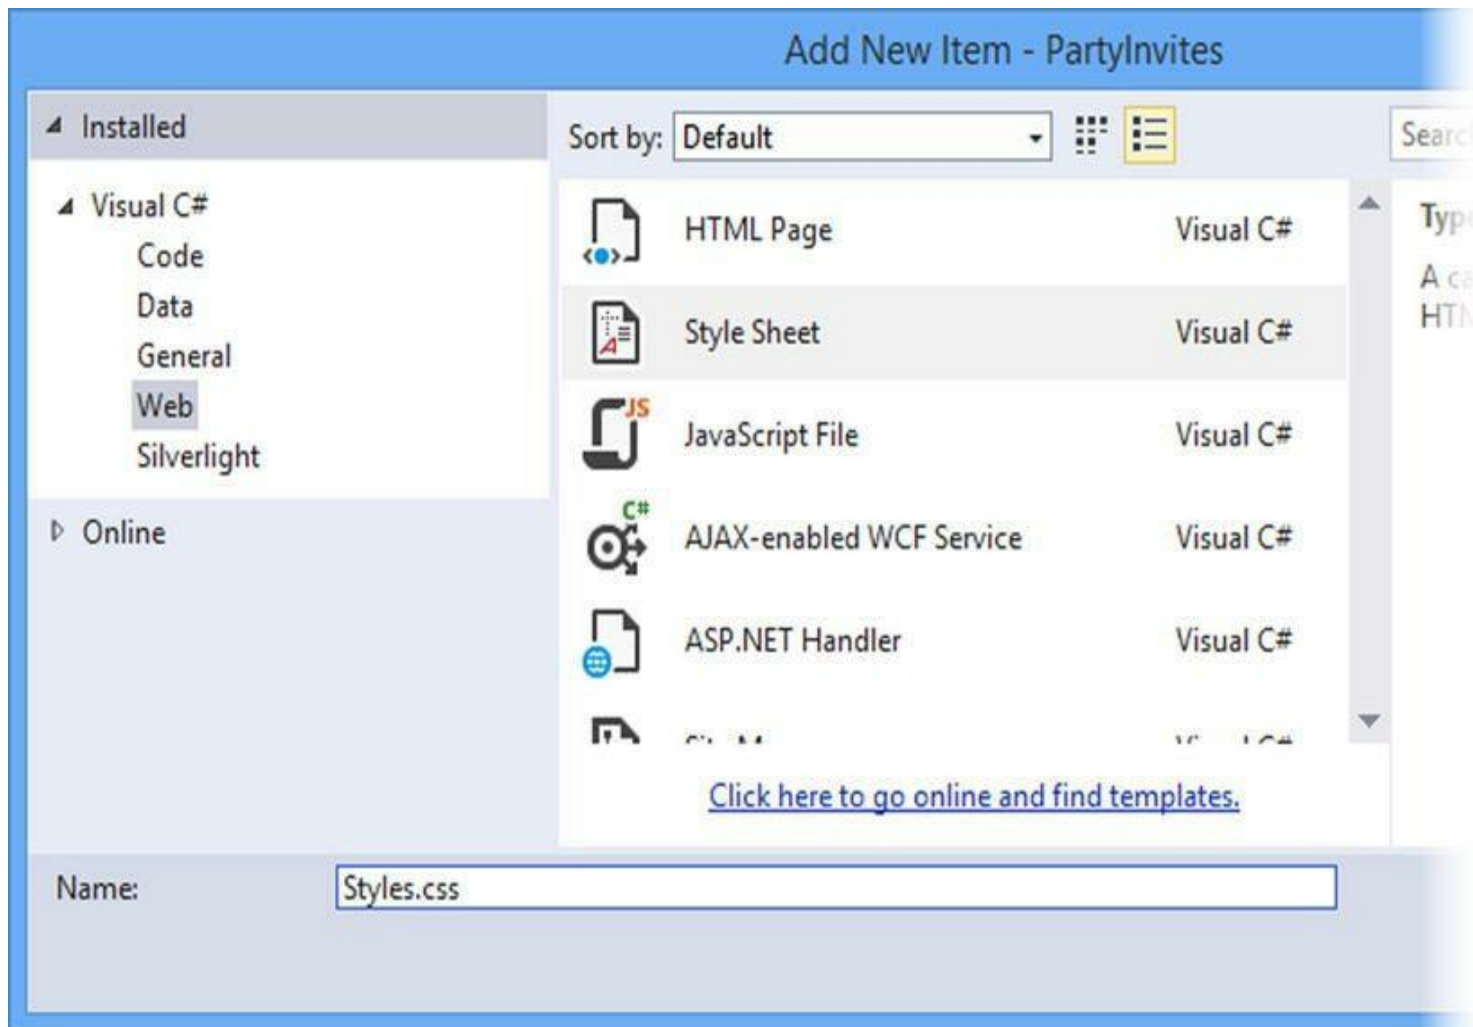 Add New Item - PartyInvites
Installed
Visual C#
Code
Data
General
Web
Silverlight
Online
Sort by: Default
HTML Page Visual C#
Style Sheet Visual C#
JS
JavaScript File Visual C#
C#
AJAX-enabled WCF Service Visual C#
ASP.NET Handler Visual C#
Click here to go online and find templates.
A
Name: Styles.css